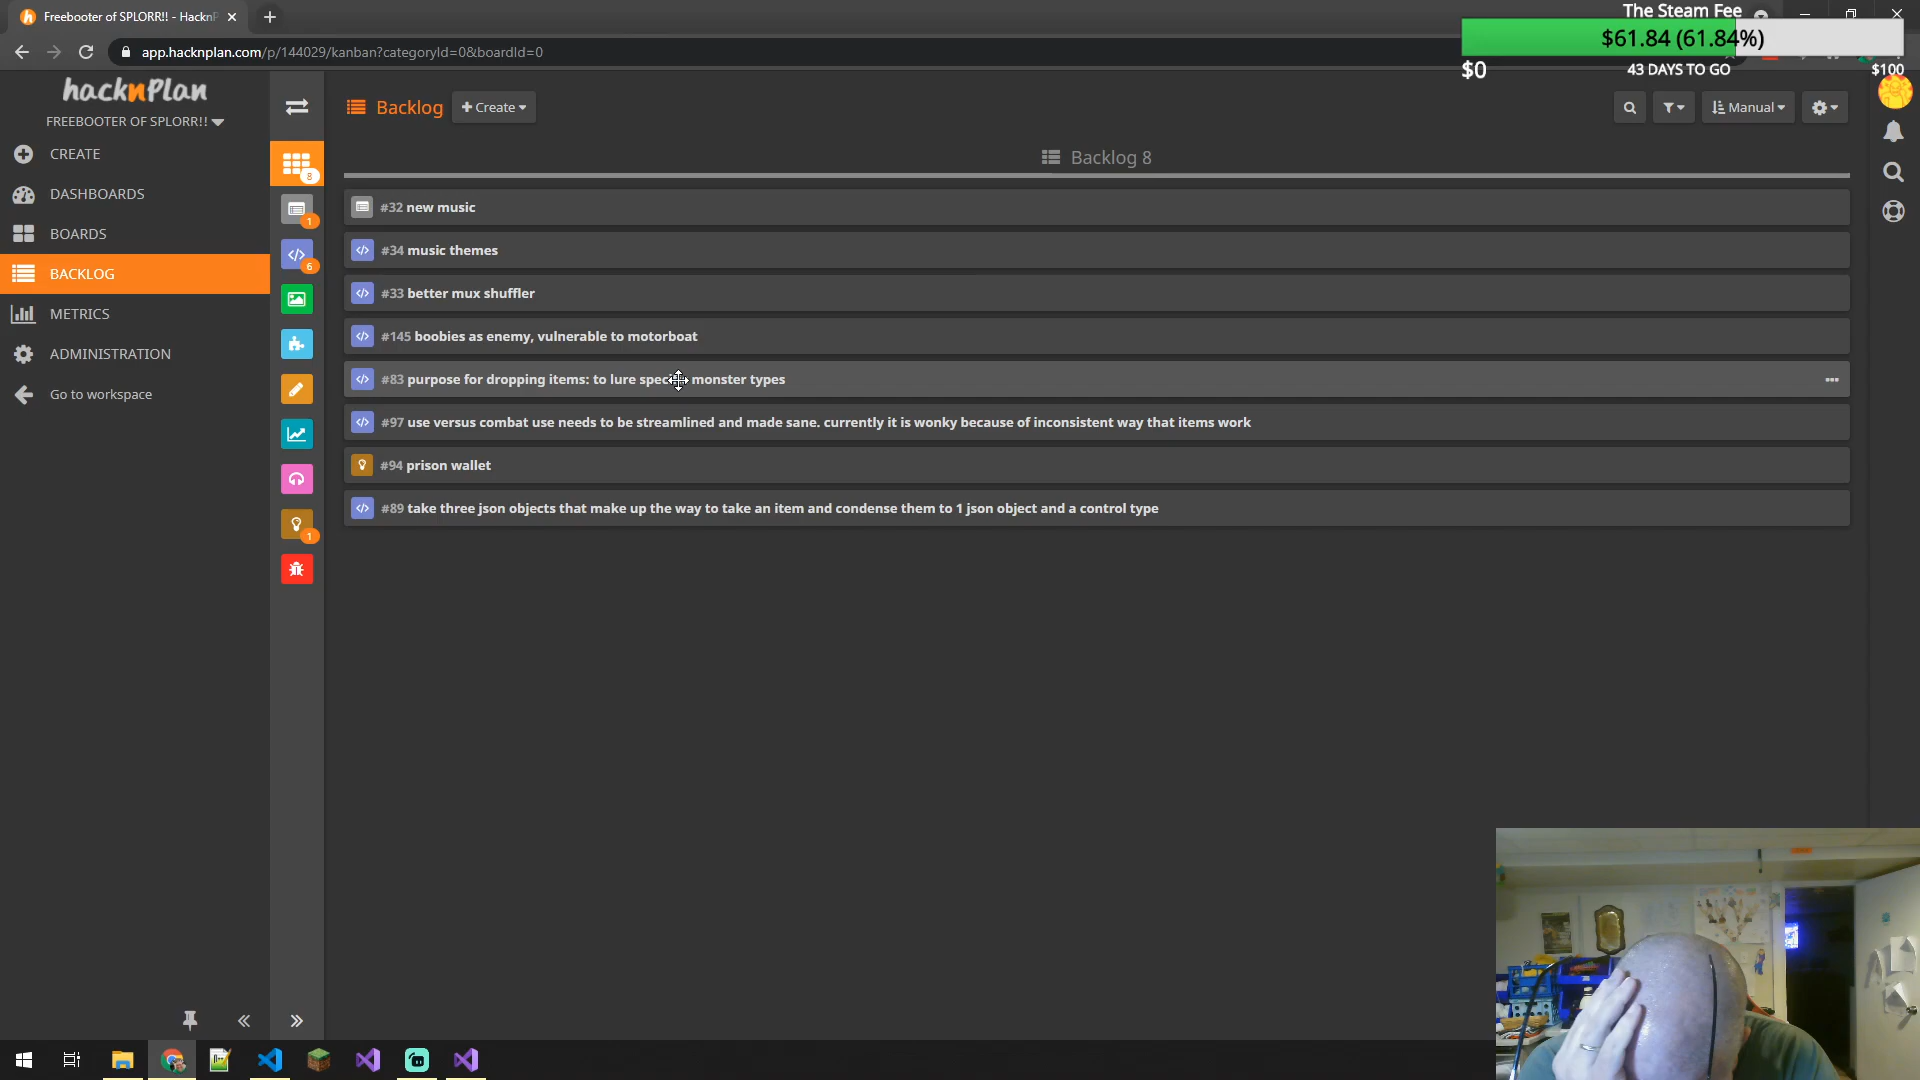 Freebooter of SPLORR!! - HacknP
The Steam Fee
app.hacknplan.com/p/144029/kanban?categoryId=0&boardId=0
$61.84 (61.84%)
$0
43 DAYS TO GO
$100
hacknPlan
FREEBOOTER OF SPLORR!!
CREATE
DASHBOARDS
BOARDS
BACKLOG
METRICS
ADMINISTRATION
Go to workspace
8
1
6
1
Backlog
+ Create
Manual
Backlog 8
#32 new music
#34 music themes
#33 better mux shuffler
#145 boobies as enemy, vulnerable to motorboat
#83 purpose for dropping items: to lure monster types
#97 use versus combat use needs to be streamlined and made sane. currently it is wonky because of inconsistent way that items work
#94 prison wallet
#89 take three json objects that make up the way to take an item and condense them to 1 json object and a control type